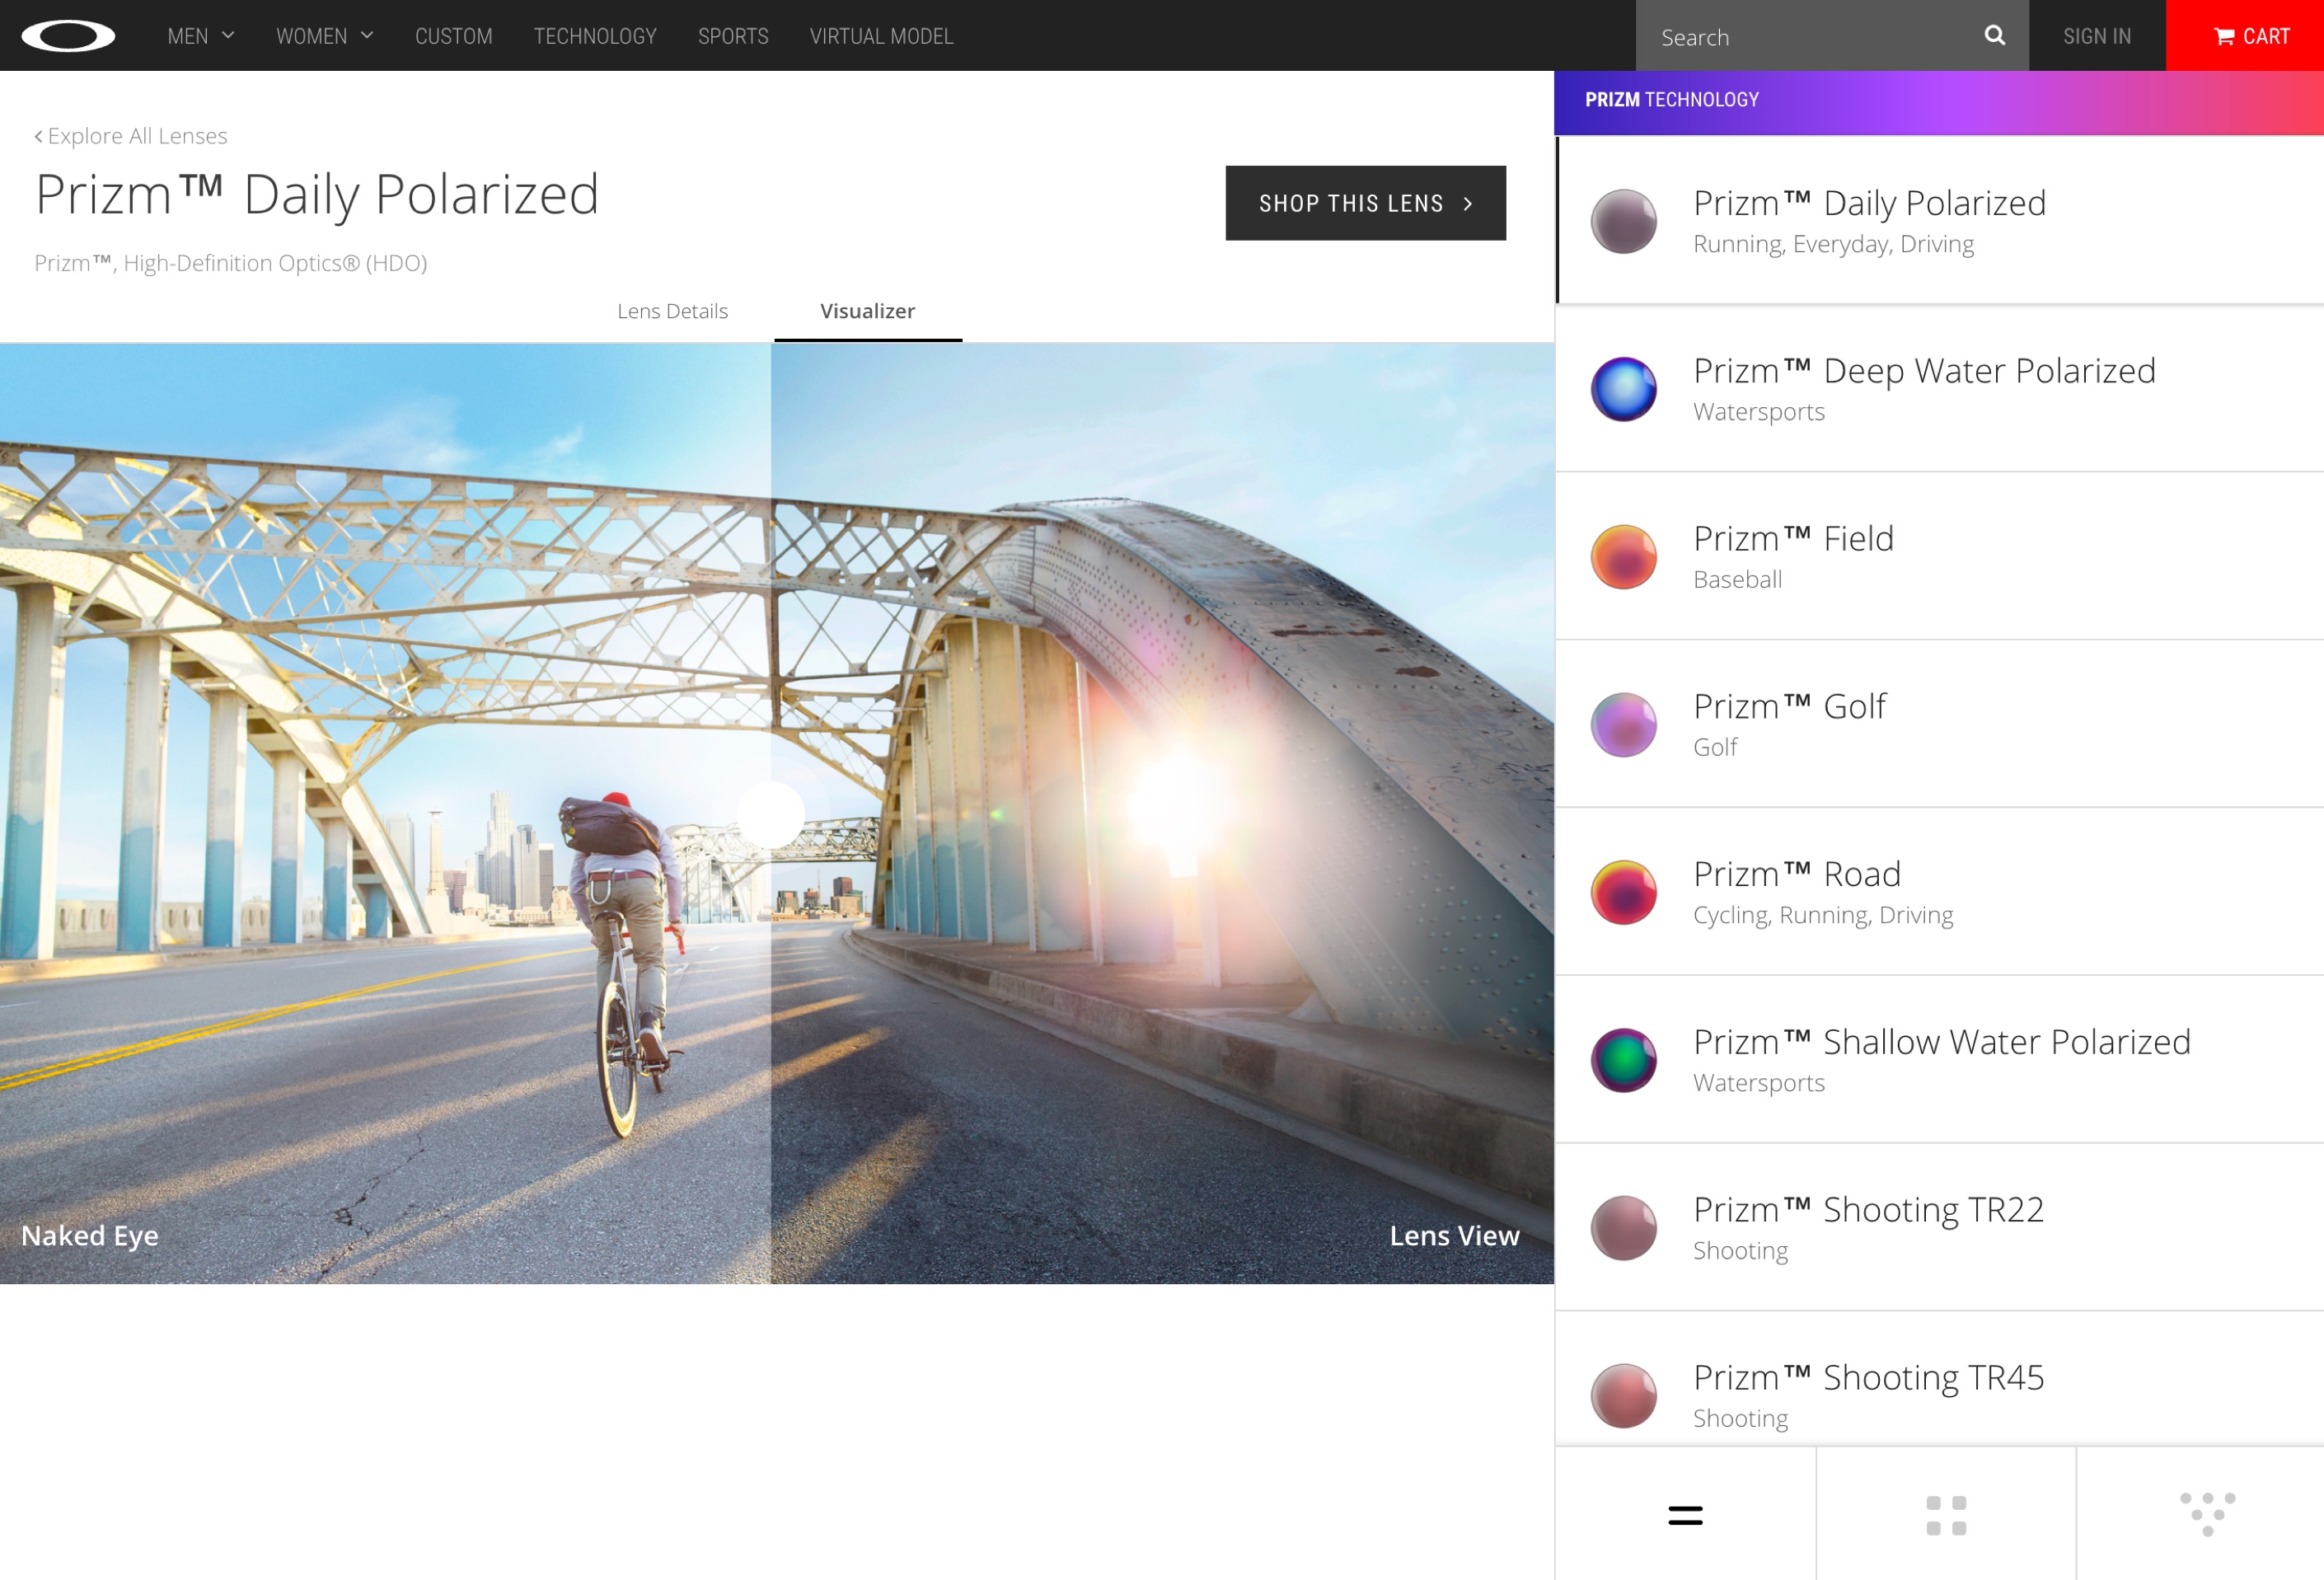 MEN WOMEN CUSTOM TECHNOLOGY SPORTS VIRTUAL MODEL Search SIGN IN CART
Explore All Lenses
Prizm™ Daily Polarized
Prizm™, High-Definition Optics® (HDO)
SHOP THIS LENS
Lens Details Visualizer
Naked Eye
Lens View
PRIZM TECHNOLOGY
Prizm™ Daily Polarized
Running, Everyday, Driving
Prizm™ Deep Water Polarized
Watersports
Prizm™ Field
Baseball
Prizm™ Golf
Golf
Prizm™ Road
Cycling, Running, Driving
Prizm™ Shallow Water Polarized
Watersports
Prizm™ Shooting TR22
Shooting
Prizm™ Shooting TR45
Shooting